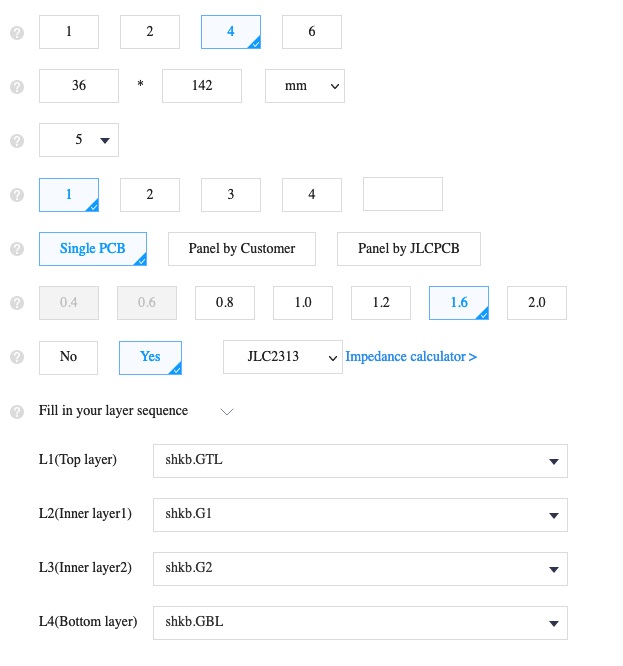 ? 1 2 4 6
? 36 * 142 mm
? 5
? 1 2 3 4
? Single PCB Panel by Customer Panel by JLCPCB
? 0.4 0.6 0.8 1.0 1.2 1.6 2.0
? No Yes JLC2313 Impedance calculator >
? Fill in your layer sequence
L1(Top layer) shkb.GTL
L2(Inner layer1) shkb.G1
L3(Inner layer2) shkb.G2
L4(Bottom layer) shkb.GBL